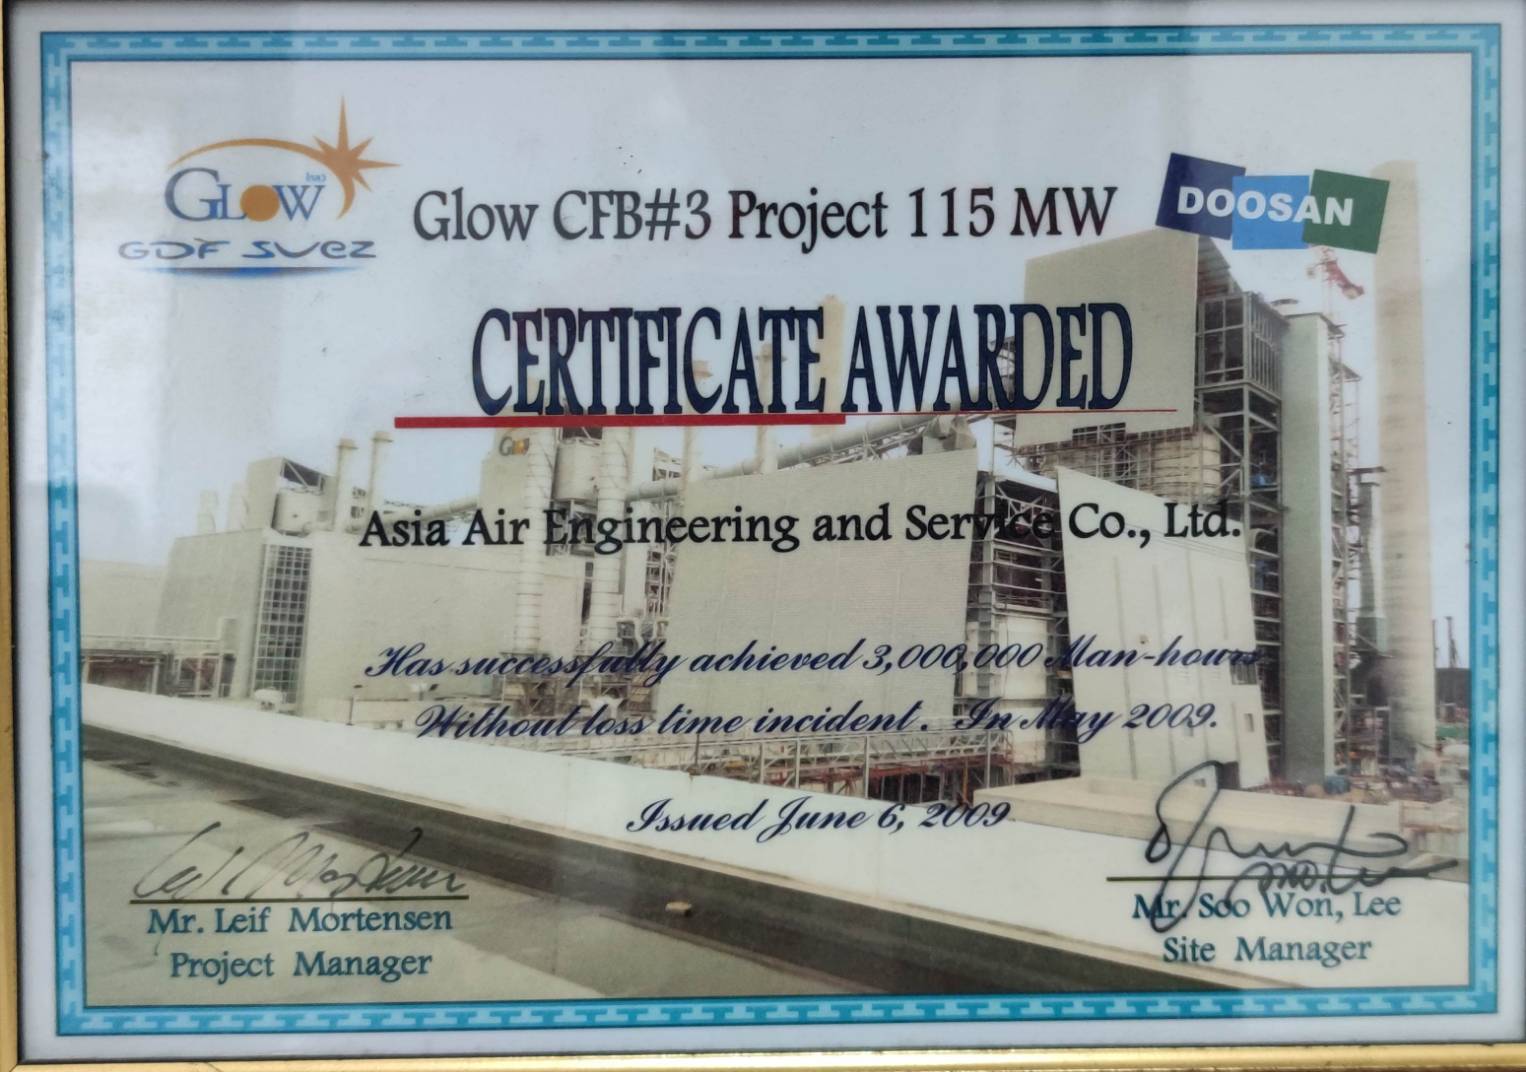 GLOW
GDF SUEZ
Glow CFB#3 Project 115 MW
DOOSAN
CERTIFICATE AWARDED
Glow
Asia Air Engineering and Service Co., Ltd.
Has successfully achieved 3,000,000 Man-hours
Without loss time incident. In May 2009.
Issued June 6, 2009
Mr. Leif Mortensen
Project Manager
Mr. Soo Won, Lee
Site Manager